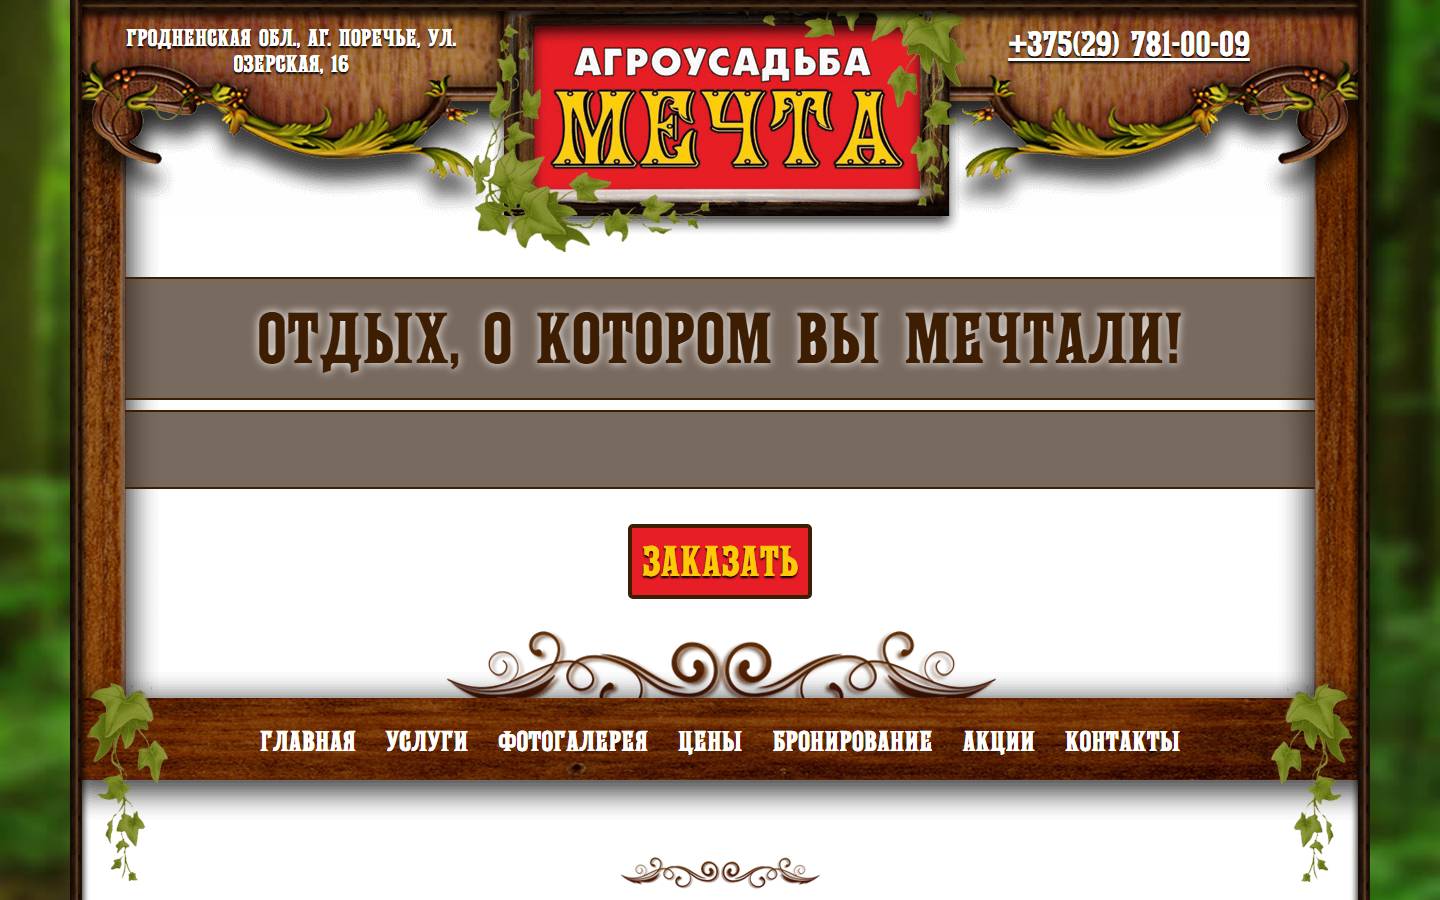 ГРОДНЕНСКАЯ ОБЛ., АГ. ПОРЕЧЬЕ, УЛ.
ОЗЕРСКАЯ, 16
АГРОУСАДЬБА
МЕЧТА
+375(29) 781-00-09
ОТДЫХ, О КОТОРОМ ВЫ МЕЧТАЛИ!
ЗАКАЗАТЬ
ГЛАВНАЯ УСЛУГИ ФОТОГАЛЕРЕЯ ЦЕНЫ БРОНИРОВАНИЕ АКЦИИ КОНТАКТЫ